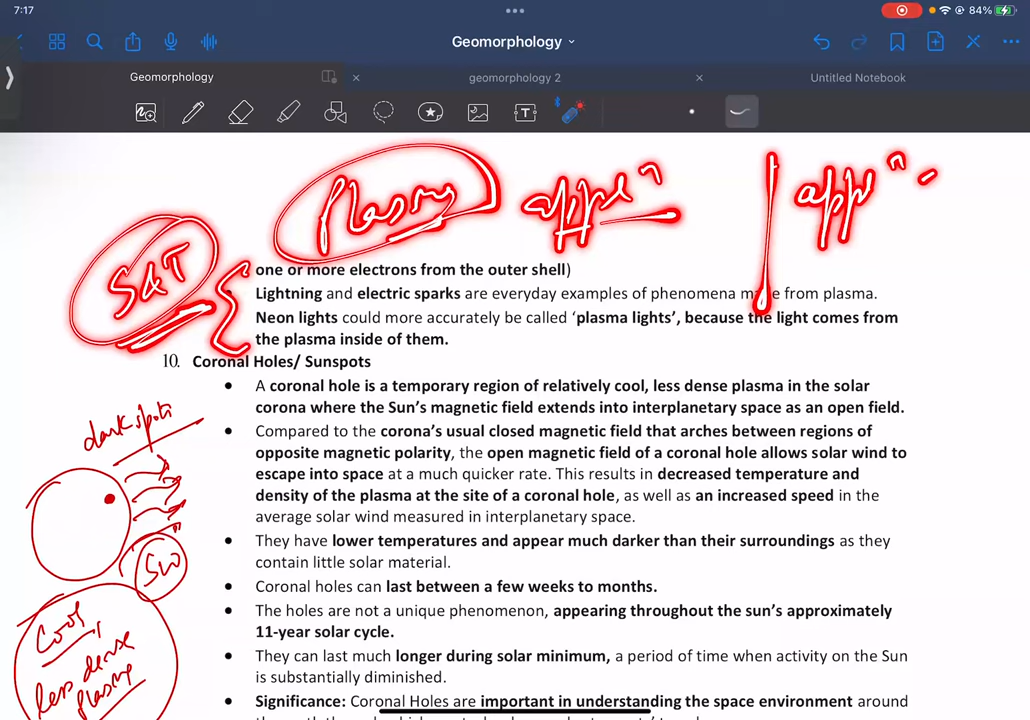 7:17
84%
Geomorphology
Geomorphology
geomorphology 2
Untitled Notebook
Plasma
S&T
one or more electrons from the outer shell)
Lightning and electric sparks are everyday examples of phenomena made from plasma.
Neon lights could more accurately be called ‘plasma lights’, because the light comes from
the plasma inside of them.
10. Coronal Holes/ Sunspots
A coronal hole is a temporary region of relatively cool, less dense plasma in the solar
corona where the Sun’s magnetic field extends into interplanetary space as an open field.
dark spots
Compared to the corona’s usual closed magnetic field that arches between regions of
opposite magnetic polarity, the open magnetic field of a coronal hole allows solar wind to
escape into space at a much quicker rate. This results in decreased temperature and
density of the plasma at the site of a coronal hole, as well as an increased speed in the
average solar wind measured in interplanetary space.
They have lower temperatures and appear much darker than their surroundings as they
contain little solar material.
SW
Coronal holes can last between a few weeks to months.
The holes are not a unique phenomenon, appearing throughout the sun’s approximately
11-year solar cycle.
Cool,
less dense
plasma
They can last much longer during solar minimum, a period of time when activity on the Sun
is substantially diminished.
Significance: Coronal Holes are important in understanding the space environment around